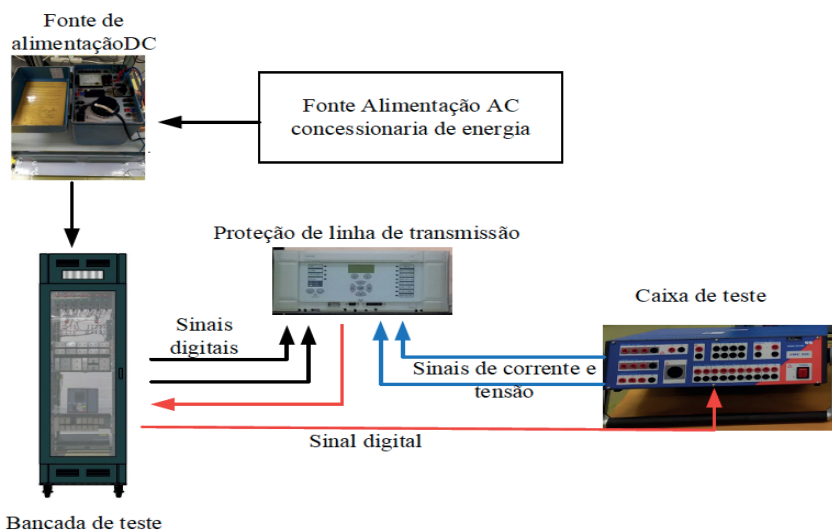 Fonte de
alimentaçãoDC
Fonte Alimentação AC
concessionaria de energia
Proteção de linha de transmissão
Caixa de teste
Sinais
digitais
Sinais de corrente e
tensão
Sinal digital
Bancada de teste